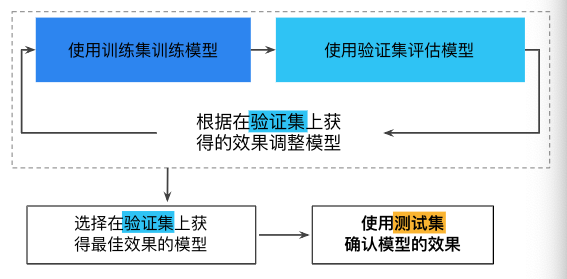 使用训练集训练模型
使用验证集评估模型
根据在验证集上获
得的效果调整模型
选择在验证集上获
得最佳效果的模型
使用测试集
确认模型的效果